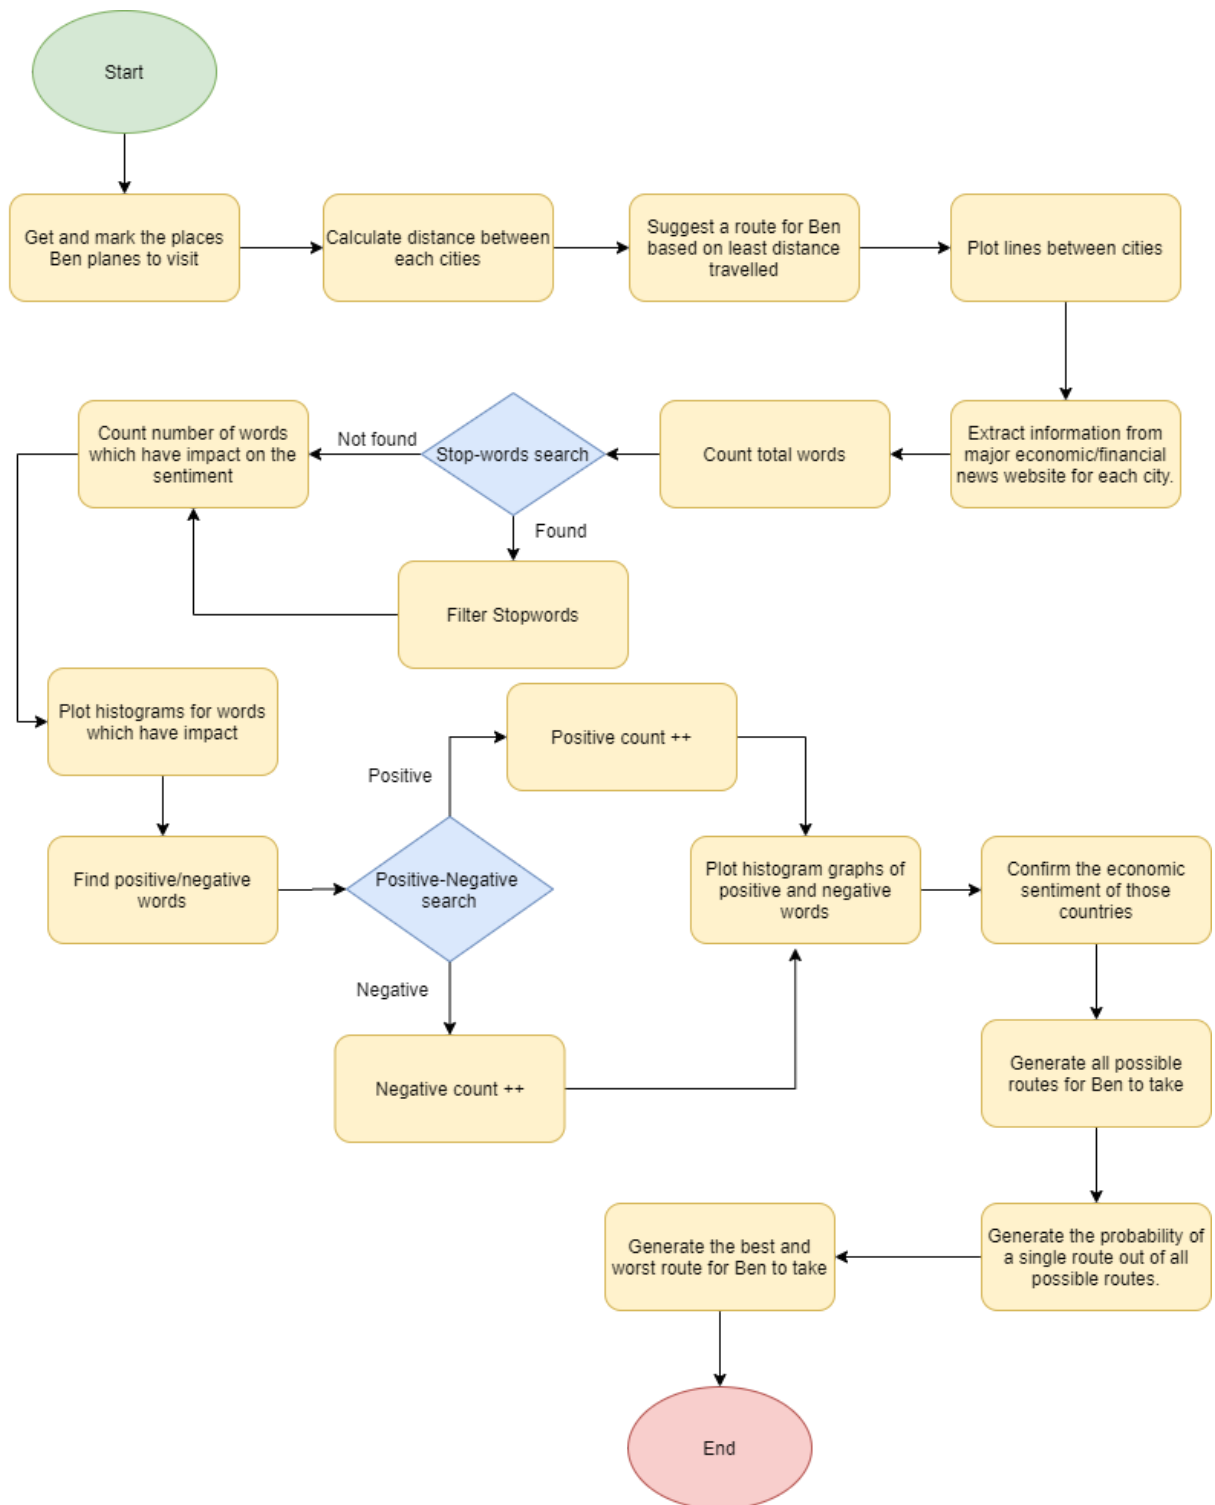 Start
Get and mark the places
Ben planes to visit
Calculate distance between
each cities
Suggest a route for Ben
based on least distance
travelled
Plot lines between cities
Extract information from
major economic/financial
news website for each city.
Count total words
Stop-words search
Not found
Found
Count number of words
which have impact on the
sentiment
Filter Stopwords
Plot histograms for words
which have impact
Find positive/negative
words
Positive-Negative
search
Positive
Positive count ++
Negative
Negative count ++
Plot histogram graphs of
positive and negative
words
Confirm the economic
sentiment of those
countries
Generate all possible
routes for Ben to take
Generate the probability of
a single route out of all
possible routes.
Generate the best and
worst route for Ben to take
End